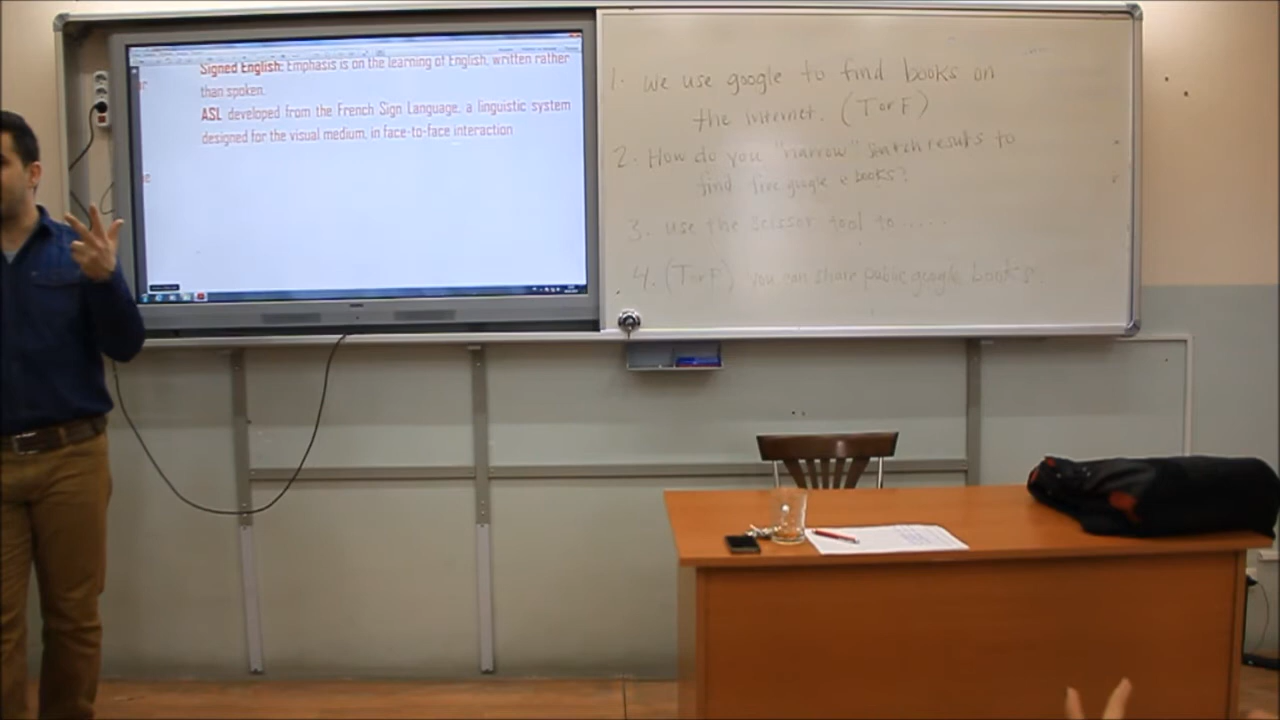 Signed English: Emphasis is on the learning of English, written rather
than spoken.
ASL developed from the French Sign Language, a linguistic system
designed for the visual medium, in face-to-face interaction
1. we use google to find books on
the internet. (T or F)
2. How do you "narrow" search results to
find free google e books?
3. use the scissor tool to .....
4. (T or F) you can share public google books.